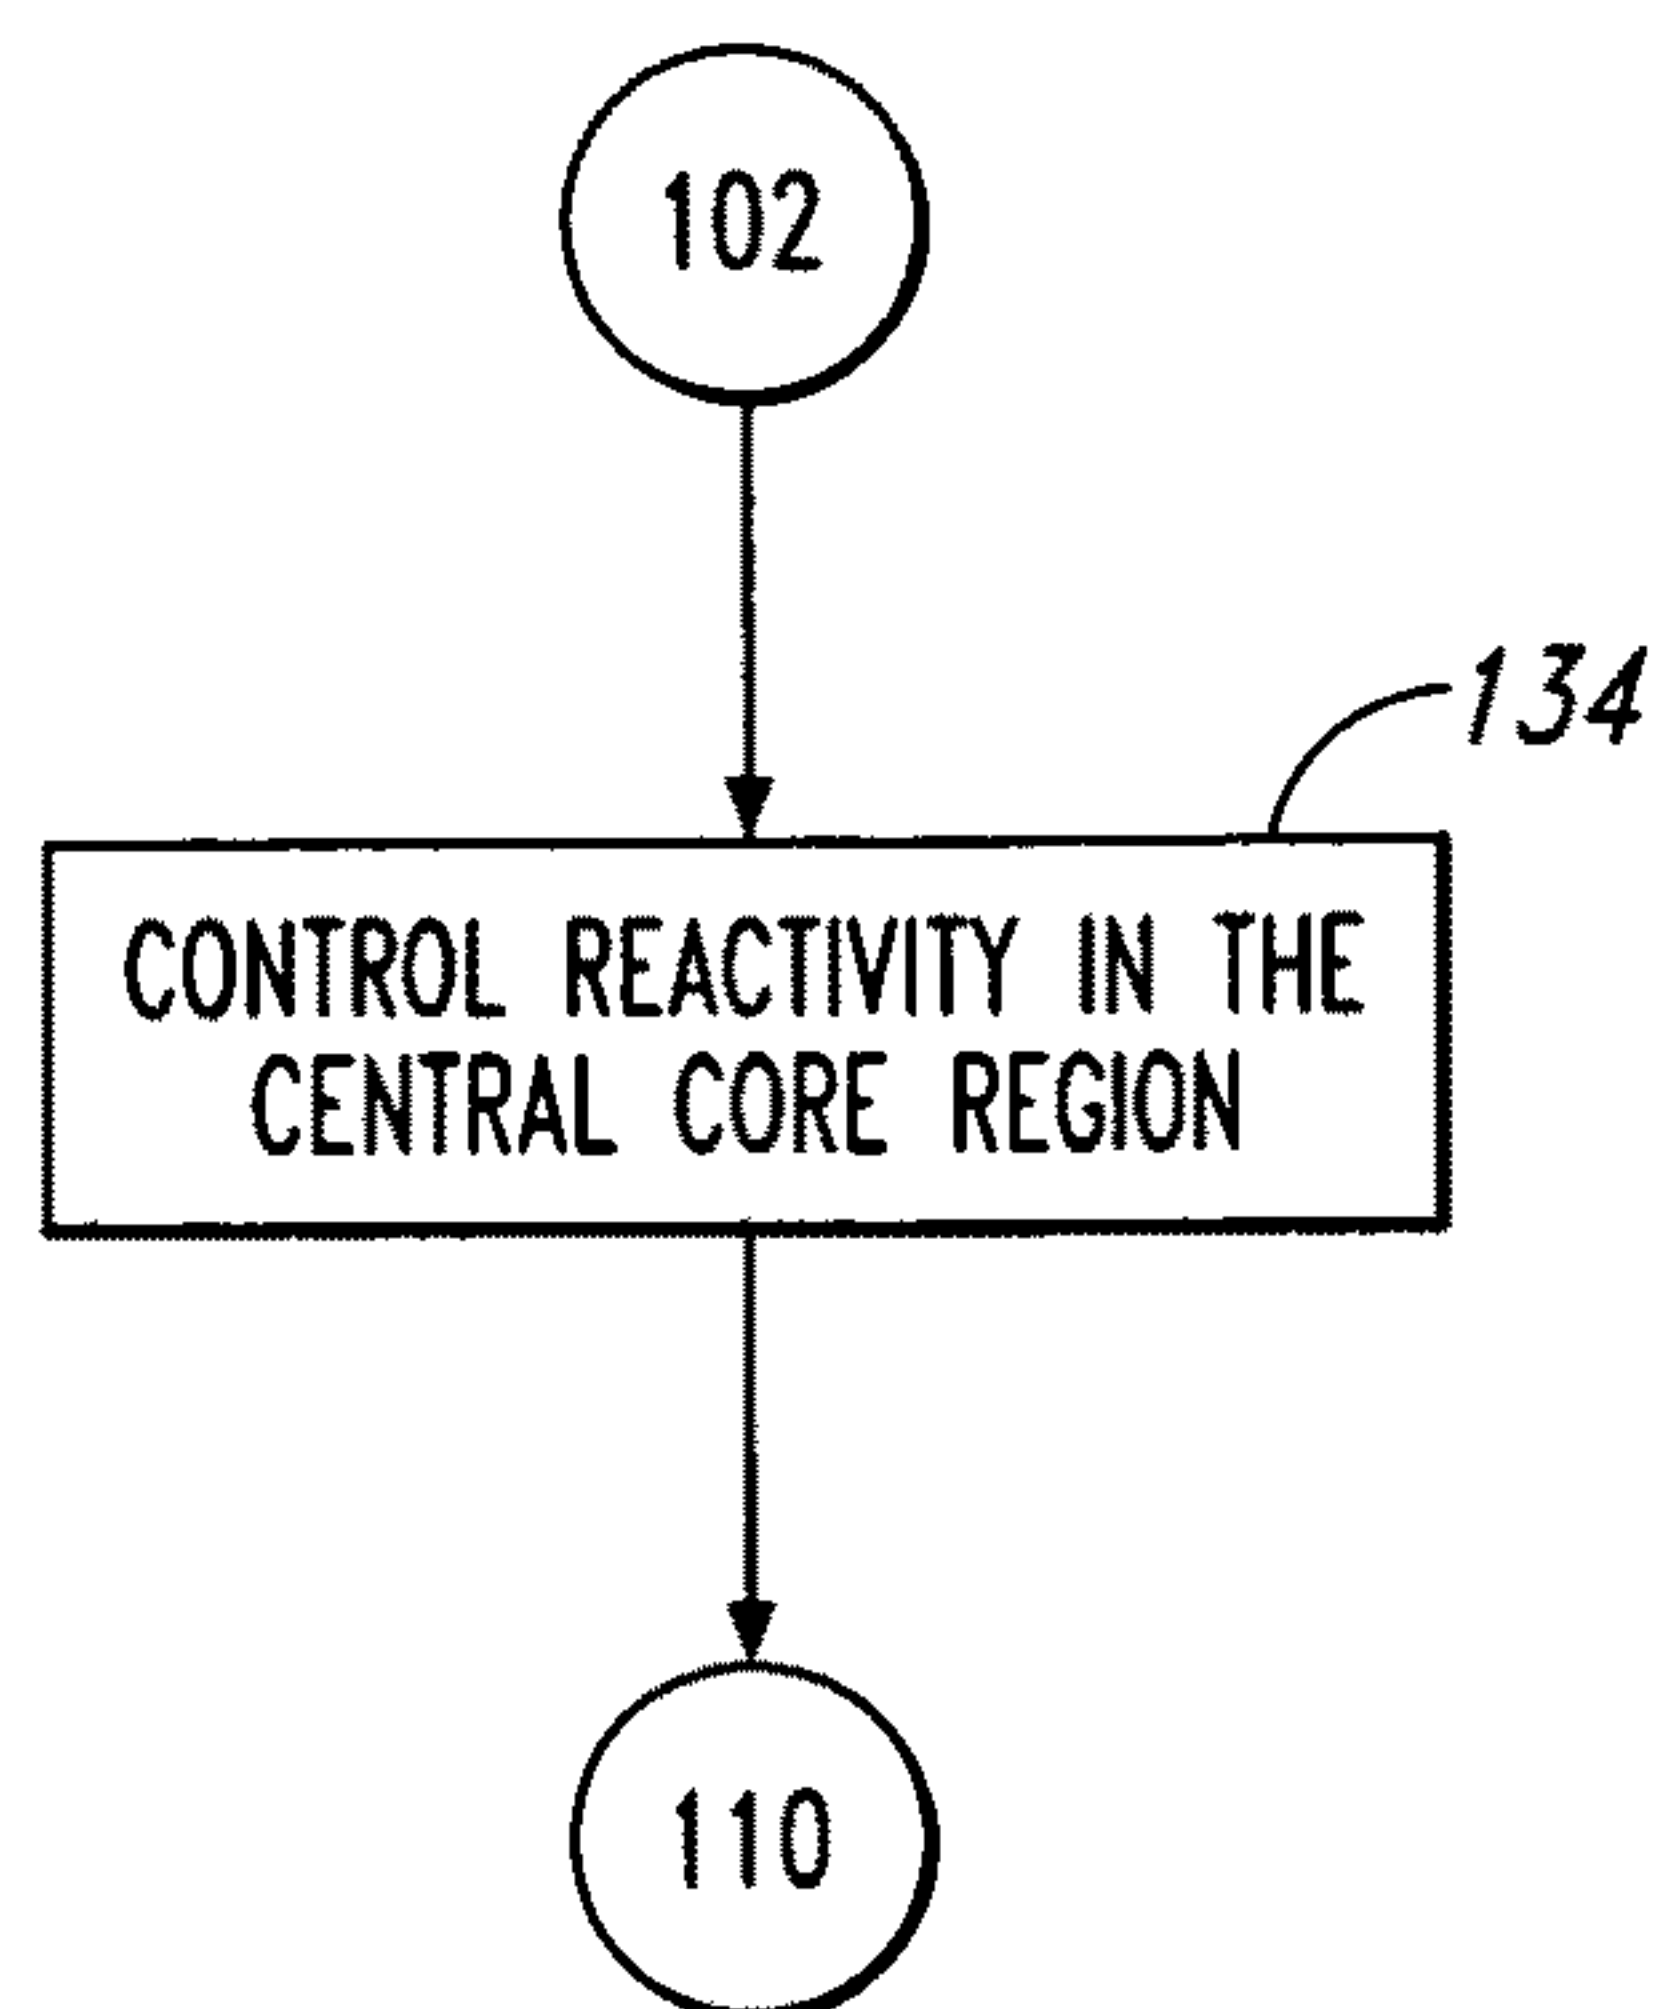 102
134
CONTROL REACTIVITY IN THE
CENTRAL CORE REGION
110